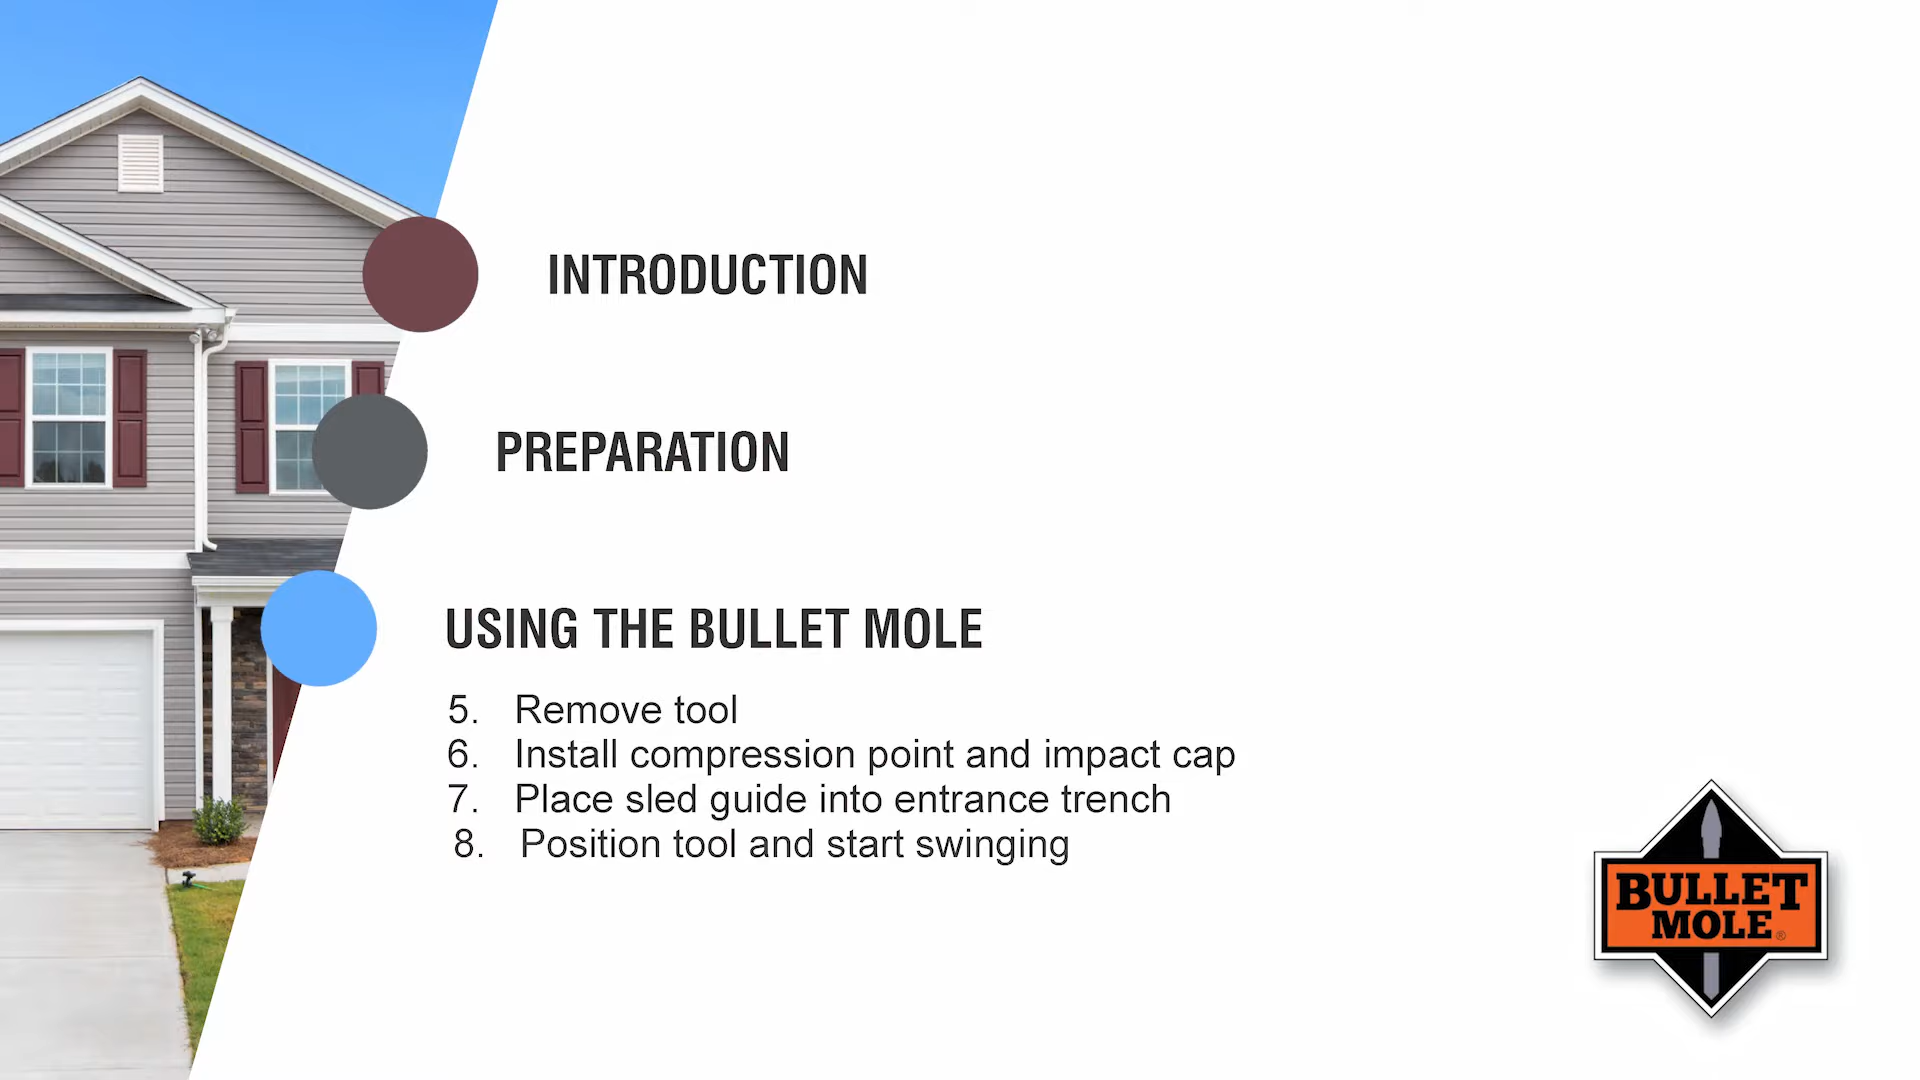 INTRODUCTION
PREPARATION
USING THE BULLET MOLE
5. Remove tool
6. Install compression point and impact cap
7. Place sled guide into entrance trench
8. Position tool and start swinging
BULLET
MOLE®